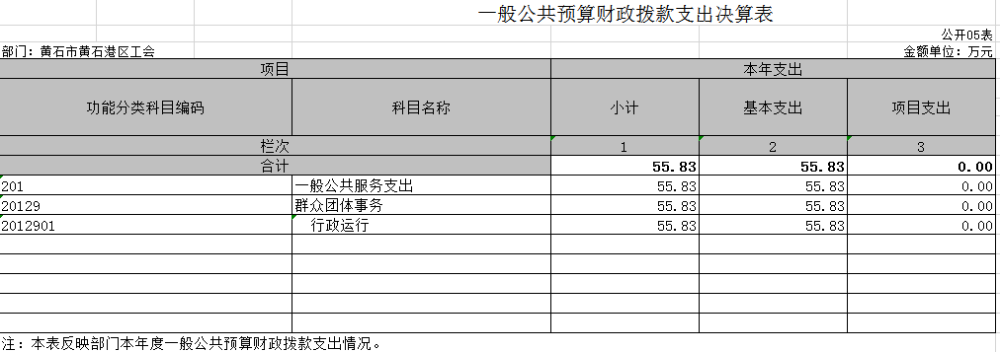 一般公共预算财政拨款支出决算表
公开05表
部门：黄石市黄石港区工会 金额单位：万元
项目 本年支出
功能分类科目编码 科目名称 小计 基本支出 项目支出
栏次 1 2 3
合计 55.83 55.83 0.00
201 一般公共服务支出 55.83 55.83 0.00
20129 群众团体事务 55.83 55.83 0.00
2012901 行政运行 55.83 55.83 0.00
注：本表反映部门本年度一般公共预算财政拨款支出情况。